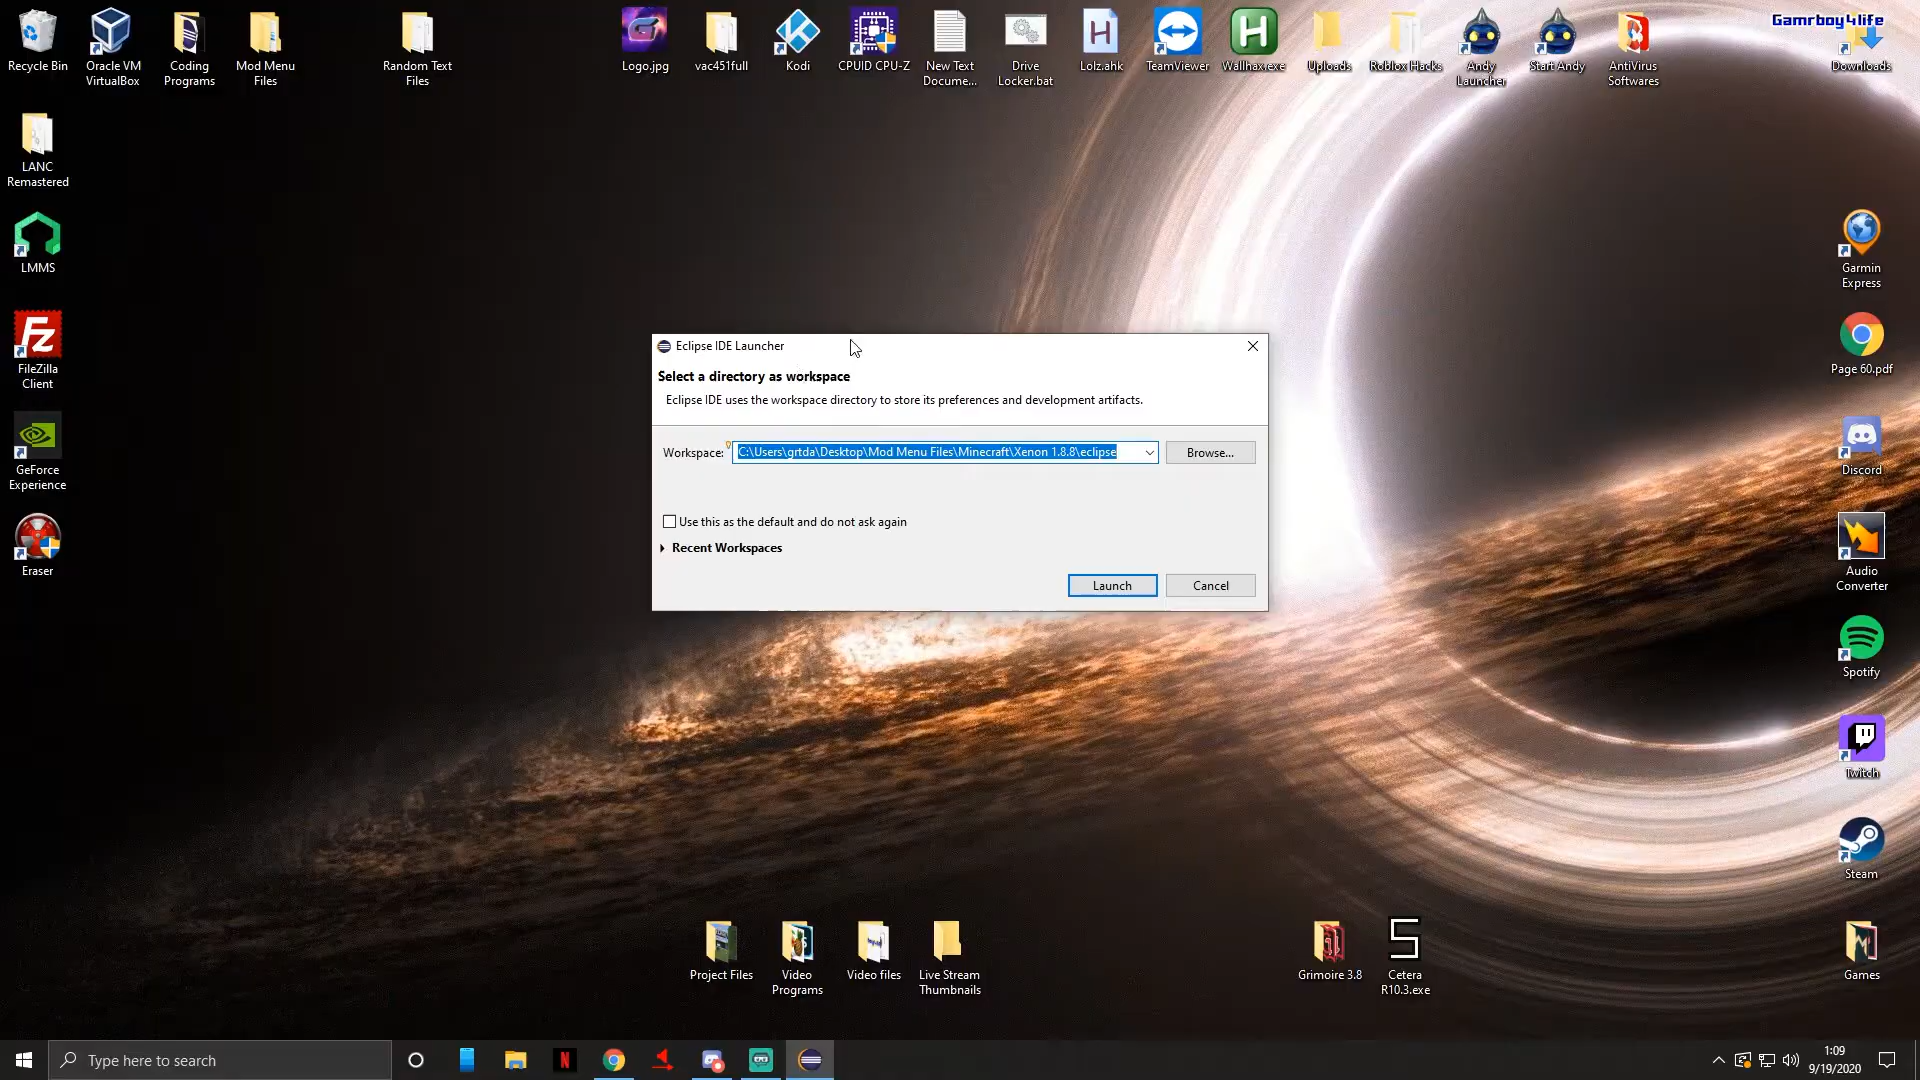 Recycle Bin
Oracle VM
VirtualBox
Coding
Programs
Mod Menu
Files
Random Text
Files
Logo.jpg
vac451full
Kodi
CPUID CPU-Z
New Text
Docume...
Drive
Locker.bat
Lolz.ahk
TeamViewer
Wallhax.exe
Uploads
Roblox Hacks
Andy
Launcher
Start Andy
AntiVirus
Softwares
Gamrboy4life
Downloads
LANC
Remastered
LMMS
FileZilla
Client
GeForce
Experience
Eraser
Eclipse IDE Launcher
Select a directory as workspace
Eclipse IDE uses the workspace directory to store its preferences and development artifacts.
Workspace:
C:\Users\grtda\Desktop\Mod Menu Files\Minecraft\Xenon 1.8.8\eclipse
Browse...
Use this as the default and do not ask again
Recent Workspaces
Launch
Cancel
Garmin
Express
Page 60.pdf
Discord
Audio
Converter
Spotify
Twitch
Steam
Project Files
Video
Programs
Video files
Live Stream
Thumbnails
Grimoire 3.8
Cetera
R10.3.exe
Games
Type here to search
1:09
9/19/2020